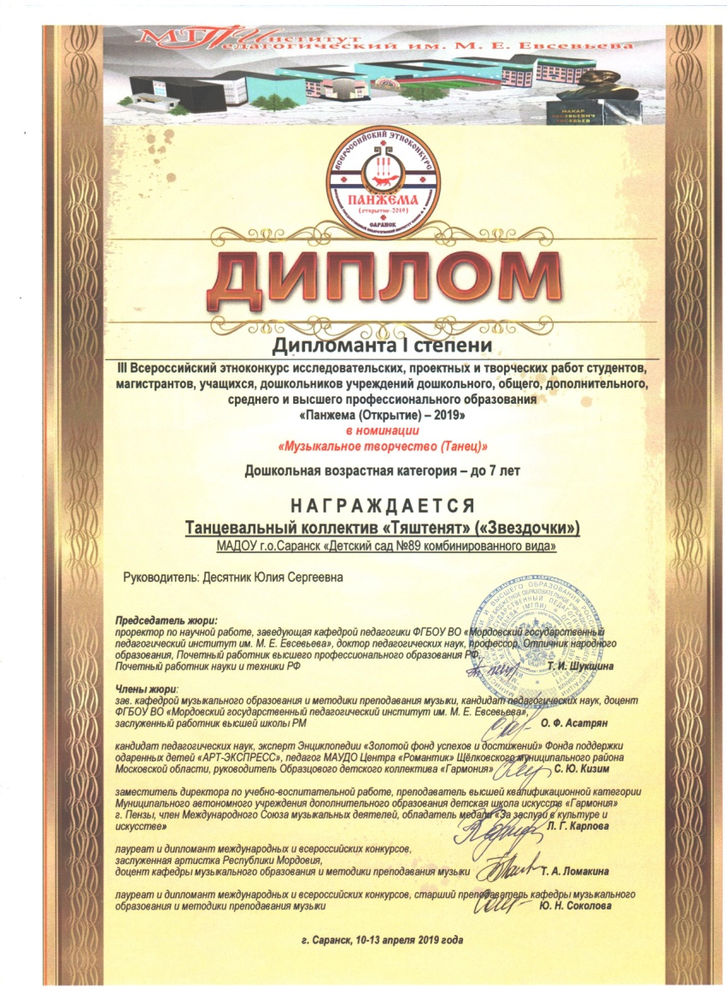 МГПИнститут
едагогический им. М. Е. Евсевьева
МАКАР
ЕВСЕВЬЕВИЧ
ЕВСЕВЬЕВ
ВСЕРОССИЙСКИЙ ЭТНОКОНКУРС
ПАНЖЕМА
(открытие-2019)
САРАНСК
ДИПЛОМ
Дипломанта I степени
III Всероссийский этноконкурс исследовательских, проектных и творческих работ студентов,
магистрантов, учащихся, дошкольников учреждений дошкольного, общего, дополнительного,
среднего и высшего профессионального образования
«Панжема (Открытие) – 2019»
в номинации
«Музыкальное творчество (Танец)»
Дошкольная возрастная категория – до 7 лет
НАГРАЖДАЕТСЯ
Танцевальный коллектив «Тяштенят» («Звездочки»)
МАДОУ г.о.Саранск «Детский сад №89 комбинированного вида»
Руководитель: Десятник Юлия Сергеевна
Председатель жюри:
проректор по научной работе, заведующая кафедрой педагогики ФГБОУ ВО «Мордовский государственный
педагогический институт им. М. Е. Евсевьева», доктор педагогических наук, профессор, Отличник народного
образования, Почетный работник высшего профессионального образования РФ,
Почетный работник науки и техники РФ Т. И. Шукшина
Члены жюри:
зав. кафедрой музыкального образования и методики преподавания музыки, кандидат педагогических наук, доцент
ФГБОУ ВО «Мордовский государственный педагогический институт им. М. Е. Евсевьева»,
заслуженный работник высшей школы РМ О. Ф. Асатрян
кандидат педагогических наук, эксперт Энциклопедии «Золотой фонд успехов и достижений» Фонда поддержки
одаренных детей «АРТ-ЭКСПРЕСС», педагог МАУДО Центра «Романтик» Щёлковского муниципального района
Московской области, руководитель Образцового детского коллектива «Гармония» С. Ю. Кизим
заместитель директора по учебно-воспитательной работе, преподаватель высшей квалификационной категории
Муниципального автономного учреждения дополнительного образования детская школа искусств «Гармония»
г. Пензы, член Международного Союза музыкальных деятелей, обладатель медали «За заслуги в культуре и
искусстве» Л. Г. Карпова
лауреат и дипломант международных и всероссийских конкурсов,
заслуженная артистка Республики Мордовия,
доцент кафедры музыкального образования и методики преподавания музыки Т. А. Ломакина
лауреат и дипломант международных и всероссийских конкурсов, старший преподаватель кафедры музыкального
образования и методики преподавания музыки Ю. Н. Соколова
г. Саранск, 10-13 апреля 2019 года